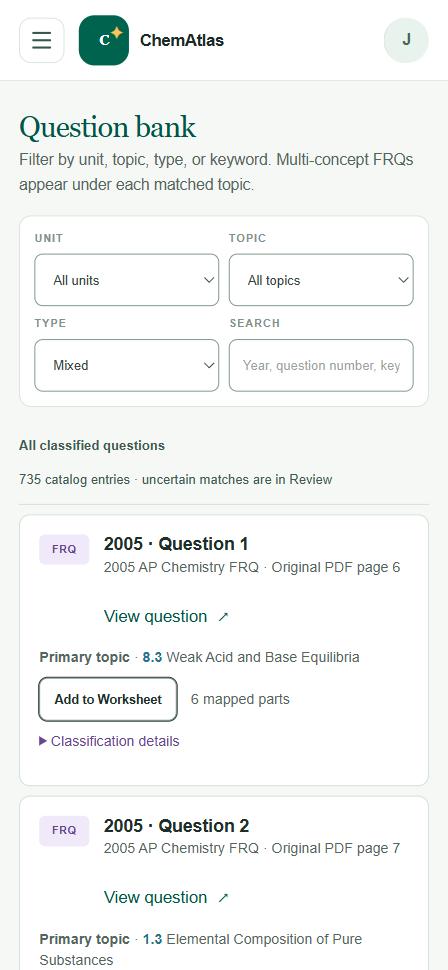 C
ChemAtlas
J
Question bank
Filter by unit, topic, type, or keyword. Multi-concept FRQs
appear under each matched topic.
UNIT
TOPIC
All units
All topics
TYPE
SEARCH
Mixed
Year, question number, key
All classified questions
735 catalog entries · uncertain matches are in Review
FRQ
2005 · Question 1
2005 AP Chemistry FRQ · Original PDF page 6
View question ↗
Primary topic · 8.3 Weak Acid and Base Equilibria
Add to Worksheet
6 mapped parts
Classification details
FRQ
2005 · Question 2
2005 AP Chemistry FRQ · Original PDF page 7
View question ↗
Primary topic · 1.3 Elemental Composition of Pure
Substances